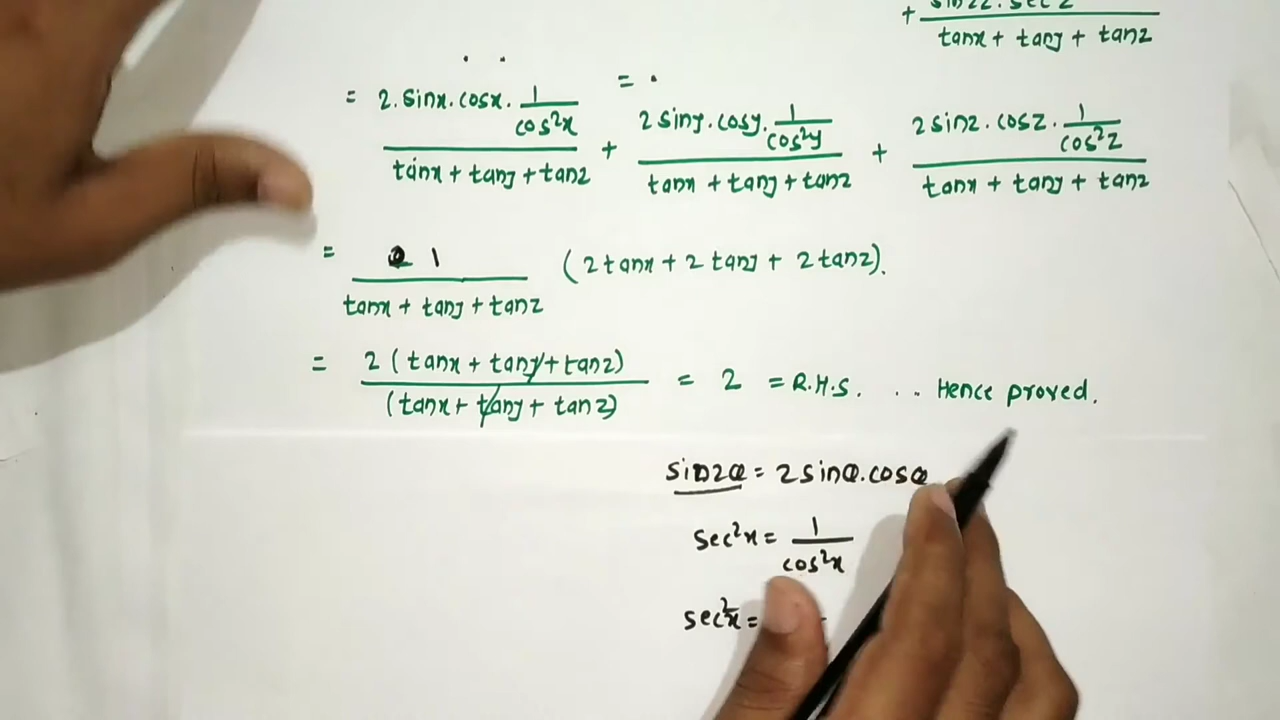 + sin2z . sec²z / tanx + tany + tanz
= 2.sinx.cosx. 1/cos²x / tanx + tany + tanz + 2siny.cosy. 1/cos²y / tanx + tany + tanz + 2sinz.cosz. 1/cos²z / tanx + tany + tanz
=
= 1 / tanx + tany + tanz (2tanx + 2tany + 2tanz).
= 2(tanx + tany + tanz) / (tanx + tany + tanz) = 2 = R.H.S. .. Hence proved.
sin2θ = 2sinθ.cosθ
sec²x = 1/cos²x
sec²x =